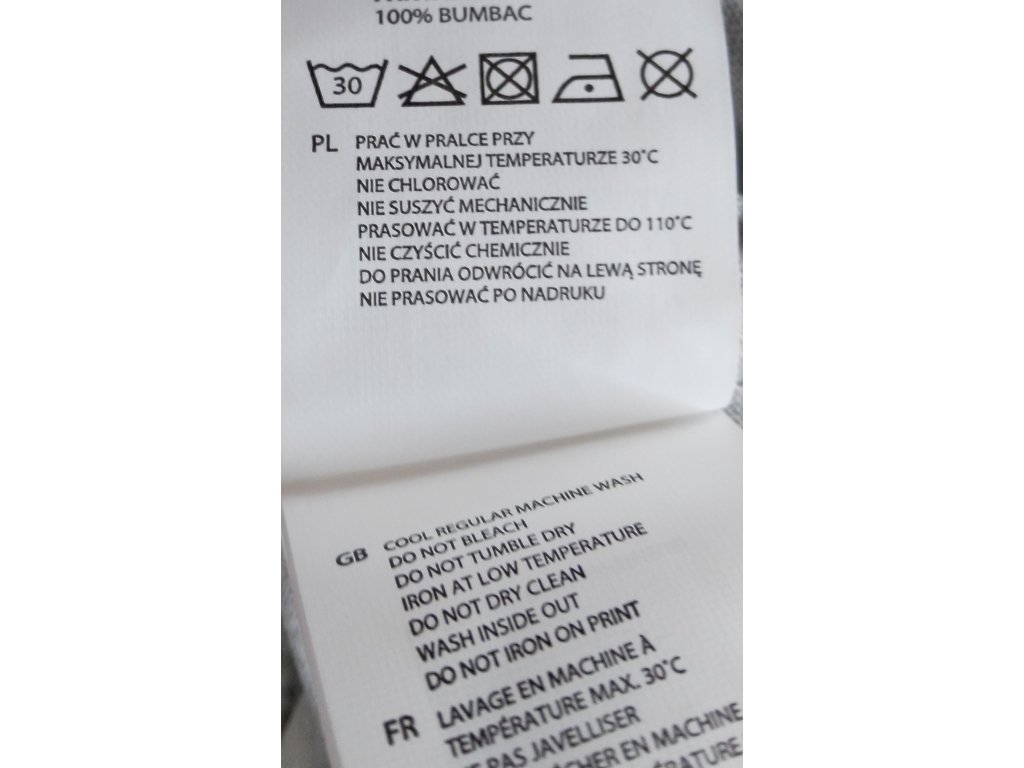 100% BUMBAC
30
PL PRAĆ W PRALCE PRZY
MAKSYMALNEJ TEMPERATURZE 30°C
NIE CHLOROWAĆ
NIE SUSZYĆ MECHANICZNIE
PRASOWAĆ W TEMPERATURZE DO 110°C
NIE CZYŚCIĆ CHEMICZNIE
DO PRANIA ODWRÓCIĆ NA LEWĄ STRONĘ
NIE PRASOWAĆ PO NADRUKU
GB COOL REGULAR MACHINE WASH
DO NOT BLEACH
DO NOT TUMBLE DRY
IRON AT LOW TEMPERATURE
DO NOT DRY CLEAN
WASH INSIDE OUT
DO NOT IRON ON PRINT
FR LAVAGE EN MACHINE À
TEMPÉRATURE MAX. 30°C
PAS JAVELLISER
EN MACHINE